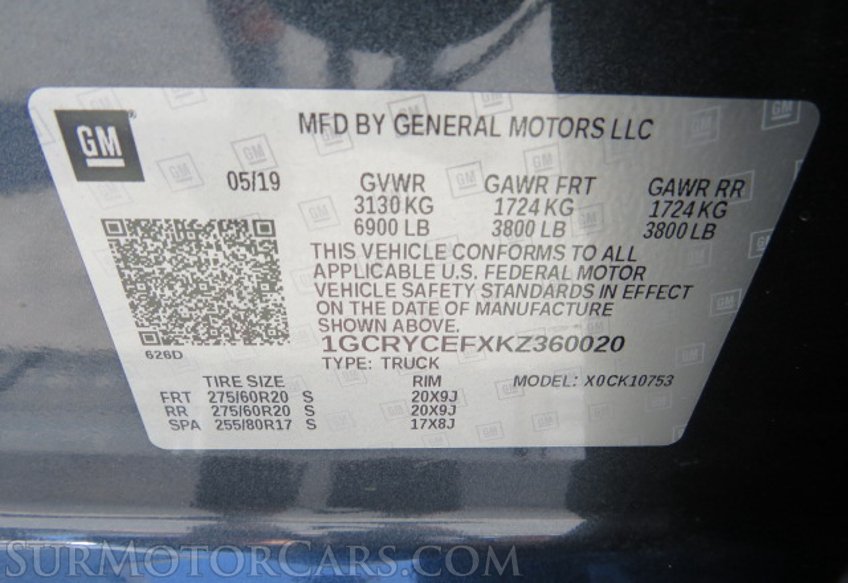 GM
MFD BY GENERAL MOTORS LLC
05/19 GVWR GAWR FRT GAWR RR
3130 KG 1724 KG 1724 KG
6900 LB 3800 LB 3800 LB
THIS VEHICLE CONFORMS TO ALL
APPLICABLE U.S. FEDERAL MOTOR
VEHICLE SAFETY STANDARDS IN EFFECT
ON THE DATE OF MANUFACTURE
SHOWN ABOVE.
626D
1GCRYCEFXKZ360020
TYPE: TRUCK
TIRE SIZE RIM MODEL: X0CK10753
FRT 275/60R20 S 20X9J
RR 275/60R20 S 20X9J
SPA 255/80R17 S 17X8J
SurMotorCars.com